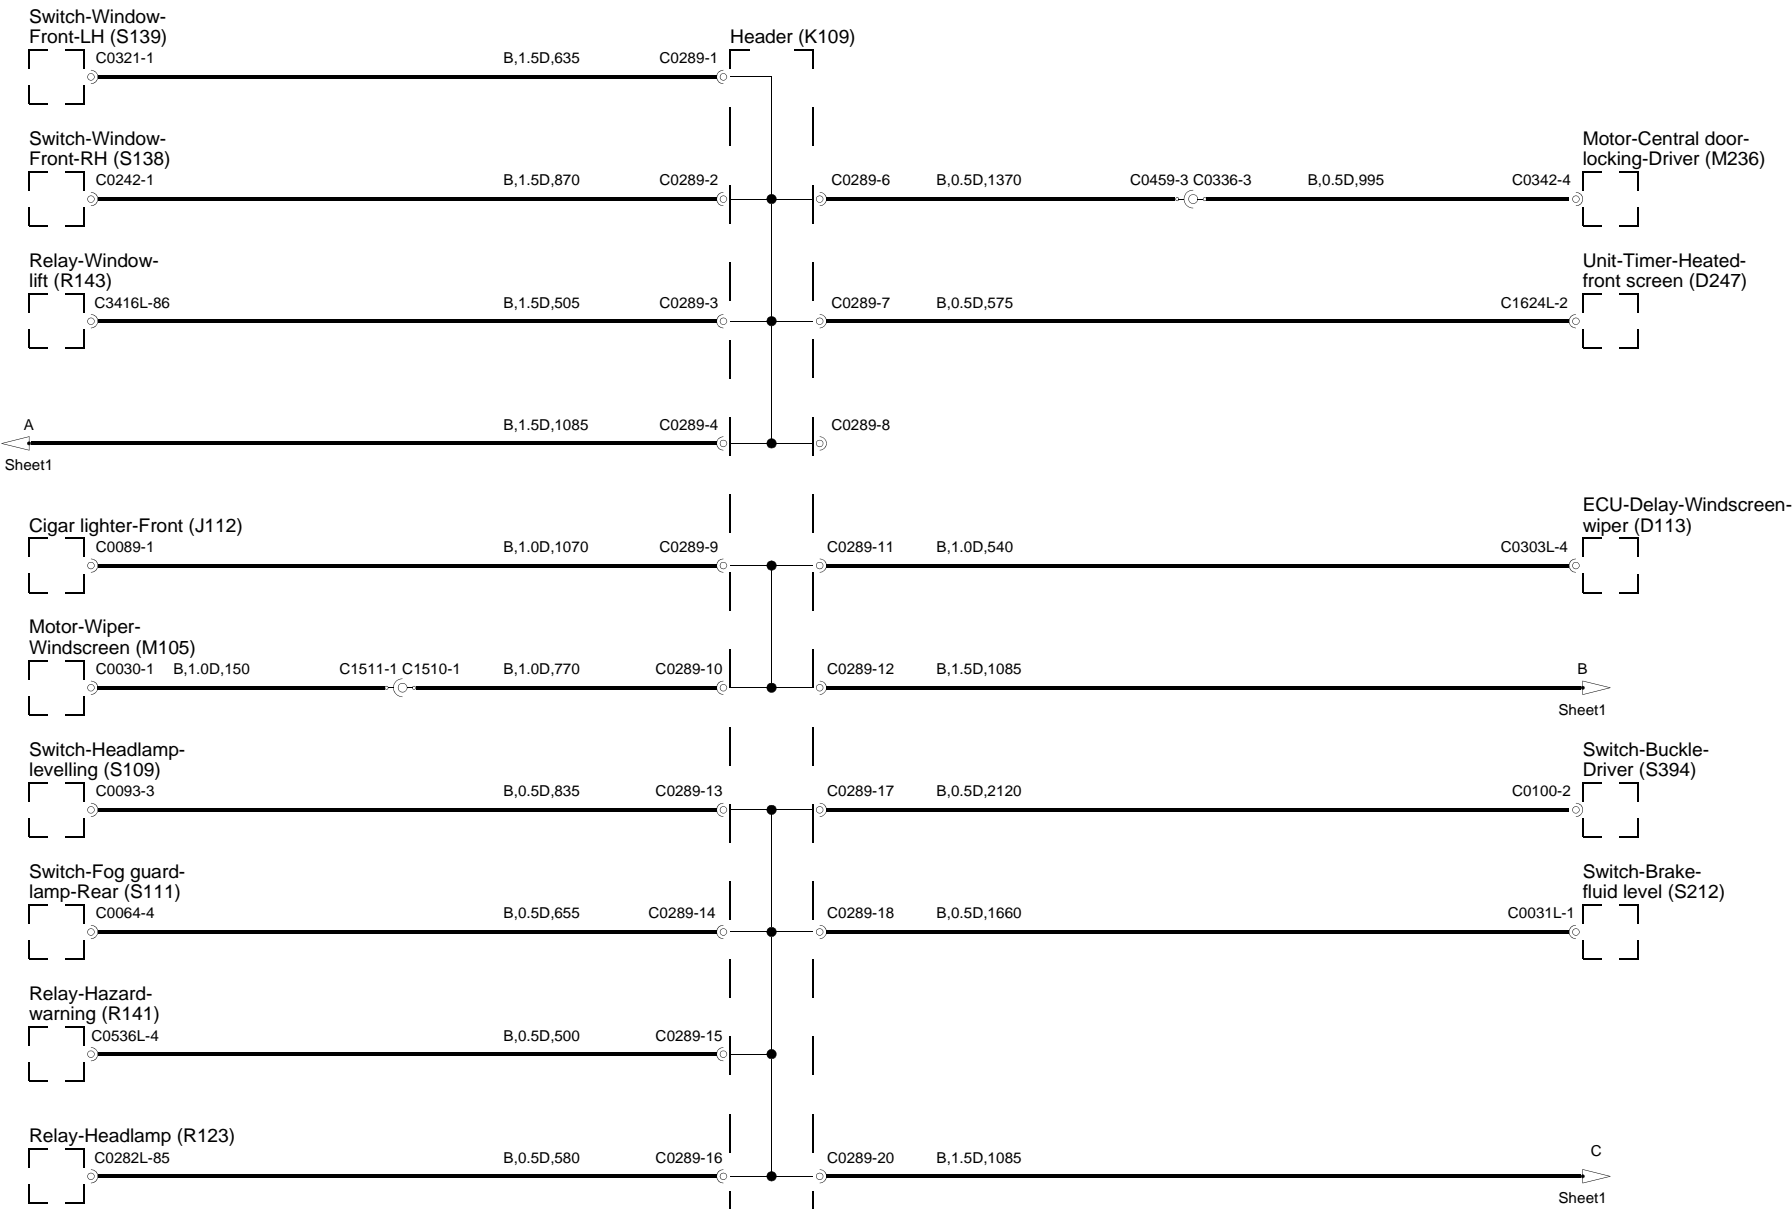 Switch-Window-
Front-LH (S139)
Header (K109)
C0321-1
B,1.5D,635
C0289-1
Switch-Window-
Front-RH (S138)
Motor-Central door-
locking-Driver (M236)
C0242-1
B,1.5D,870
C0289-2
C0289-6
B,0.5D,1370
C0459-3 C0336-3
B,0.5D,995
C0342-4
Relay-Window-
lift (R143)
Unit-Timer-Heated-
front screen (D247)
C3416L-86
B,1.5D,505
C0289-3
C0289-7
B,0.5D,575
C1624L-2
A
B,1.5D,1085
C0289-4
C0289-8
Sheet1
Cigar lighter-Front (J112)
ECU-Delay-Windscreen-
wiper (D113)
C0089-1
B,1.0D,1070
C0289-9
C0289-11
B,1.0D,540
C0303L-4
Motor-Wiper-
Windscreen (M105)
C0030-1
B,1.0D,150
C1511-1 C1510-1
B,1.0D,770
C0289-10
C0289-12
B,1.5D,1085
B
Sheet1
Switch-Headlamp-
levelling (S109)
Switch-Buckle-
Driver (S394)
C0093-3
B,0.5D,835
C0289-13
C0289-17
B,0.5D,2120
C0100-2
Switch-Fog guard-
lamp-Rear (S111)
Switch-Brake-
fluid level (S212)
C0064-4
B,0.5D,655
C0289-14
C0289-18
B,0.5D,1660
C0031L-1
Relay-Hazard-
warning (R141)
C0536L-4
B,0.5D,500
C0289-15
Relay-Headlamp (R123)
C0282L-85
B,0.5D,580
C0289-16
C0289-20
B,1.5D,1085
C
Sheet1